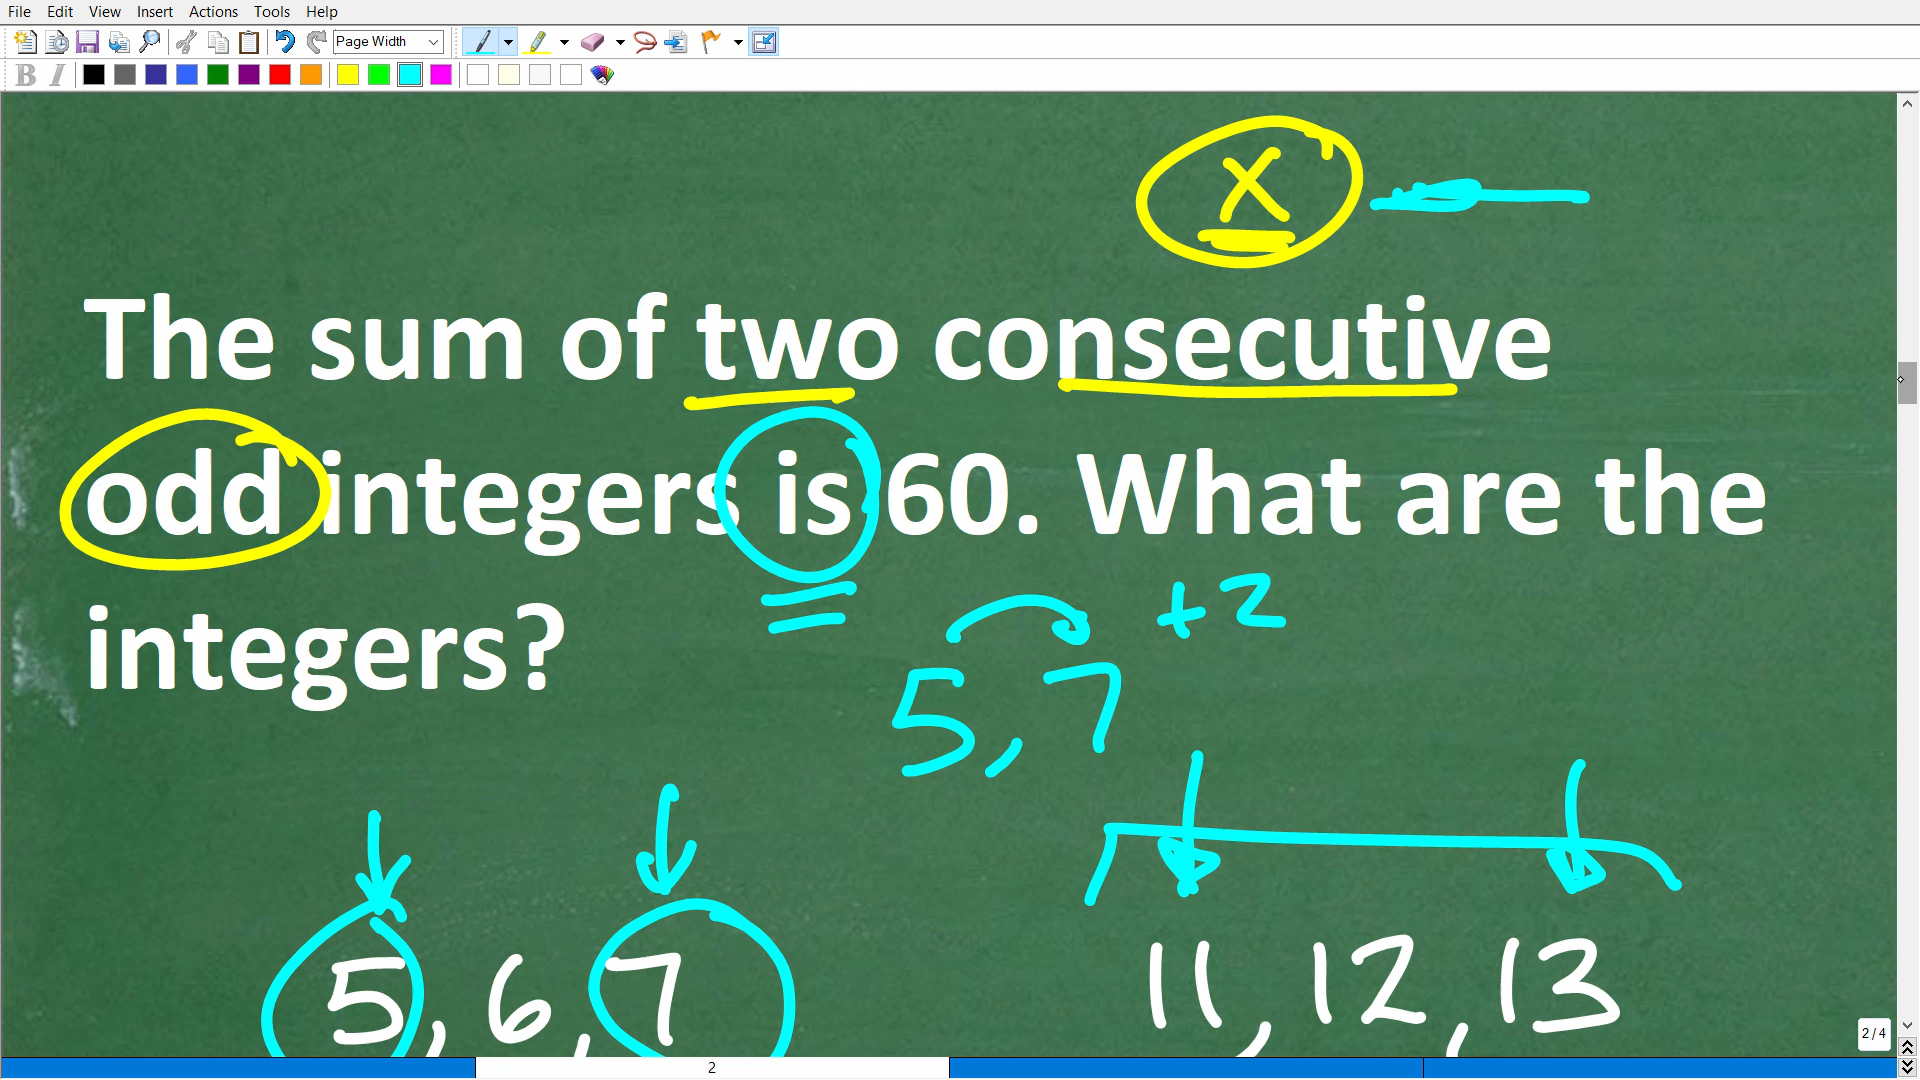 File Edit View Insert Actions Tools Help
Page Width
B I
X
The sum of two consecutive
odd integers is 60. What are the
integers?
+2
5, 7
5, 6, 7
11, 12, 13
2 / 4
2